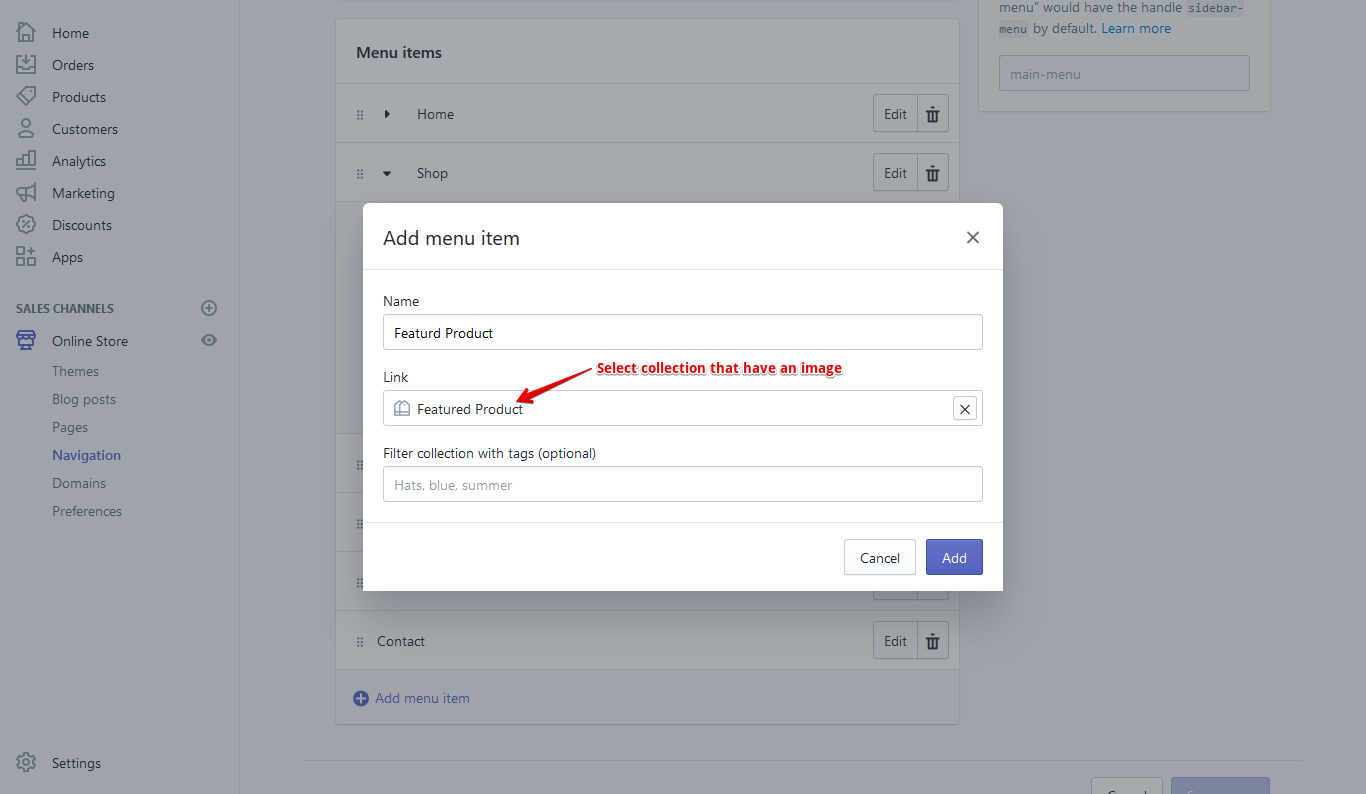 Home
Orders
Products
Customers
Analytics
Marketing
Discounts
Apps
SALES CHANNELS
Online Store
Themes
Blog posts
Pages
Navigation
Domains
Preferences
Settings
Menu items
Home
Edit
Shop
Edit
Add menu item
Name
Featurd Product
Select collection that have an image
Link
Featured Product
Filter collection with tags (optional)
Hats, blue, summer
Cancel
Add
Contact
Edit
Add menu item
menu" would have the handle sidebar-
menu by default. Learn more
main-menu